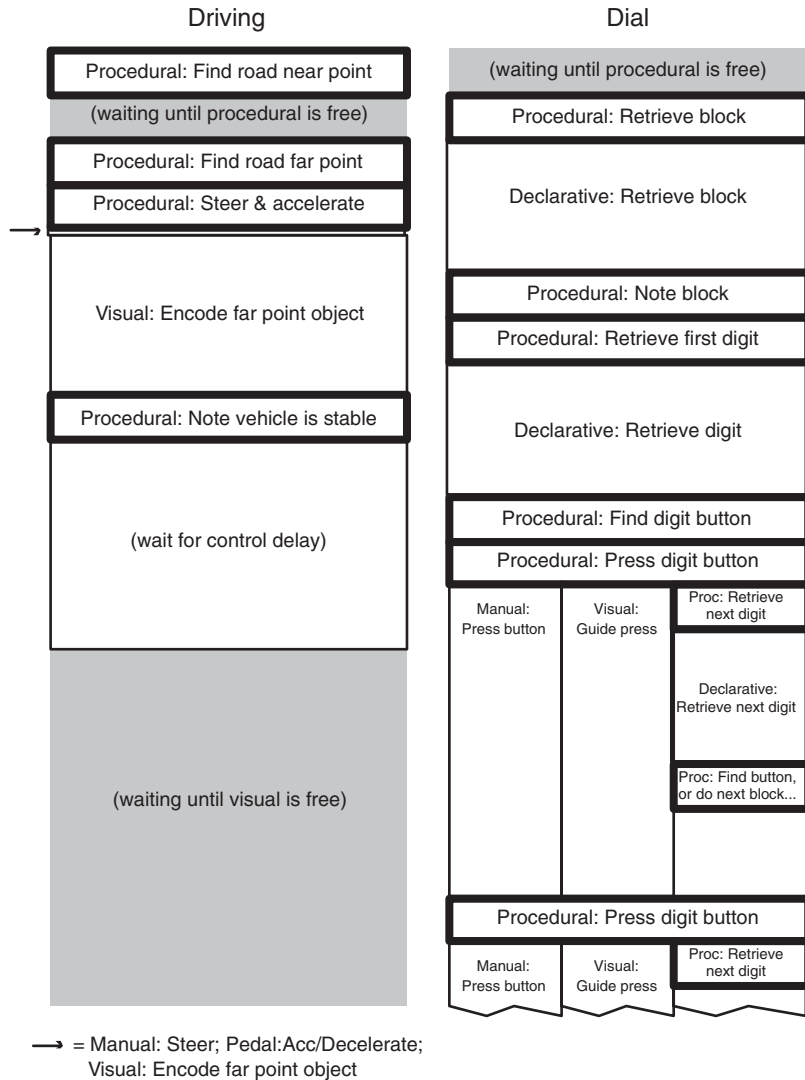 Driving
Procedural: Find road near point
(waiting until procedural is free)
Procedural: Find road far point
Procedural: Steer & accelerate
Visual: Encode far point object
Procedural: Note vehicle is stable
(wait for control delay)
(waiting until visual is free)
Dial
(waiting until procedural is free)
Procedural: Retrieve block
Declarative: Retrieve block
Procedural: Note block
Procedural: Retrieve first digit
Declarative: Retrieve digit
Procedural: Find digit button
Procedural: Press digit button
Manual:
Press button
Visual:
Guide press
Proc: Retrieve
next digit
Declarative:
Retrieve next digit
Proc: Find button,
or do next block...
Procedural: Press digit button
Manual:
Press button
Visual:
Guide press
Proc: Retrieve
next digit
= Manual: Steer; Pedal:Acc/Decelerate;
Visual: Encode far point object